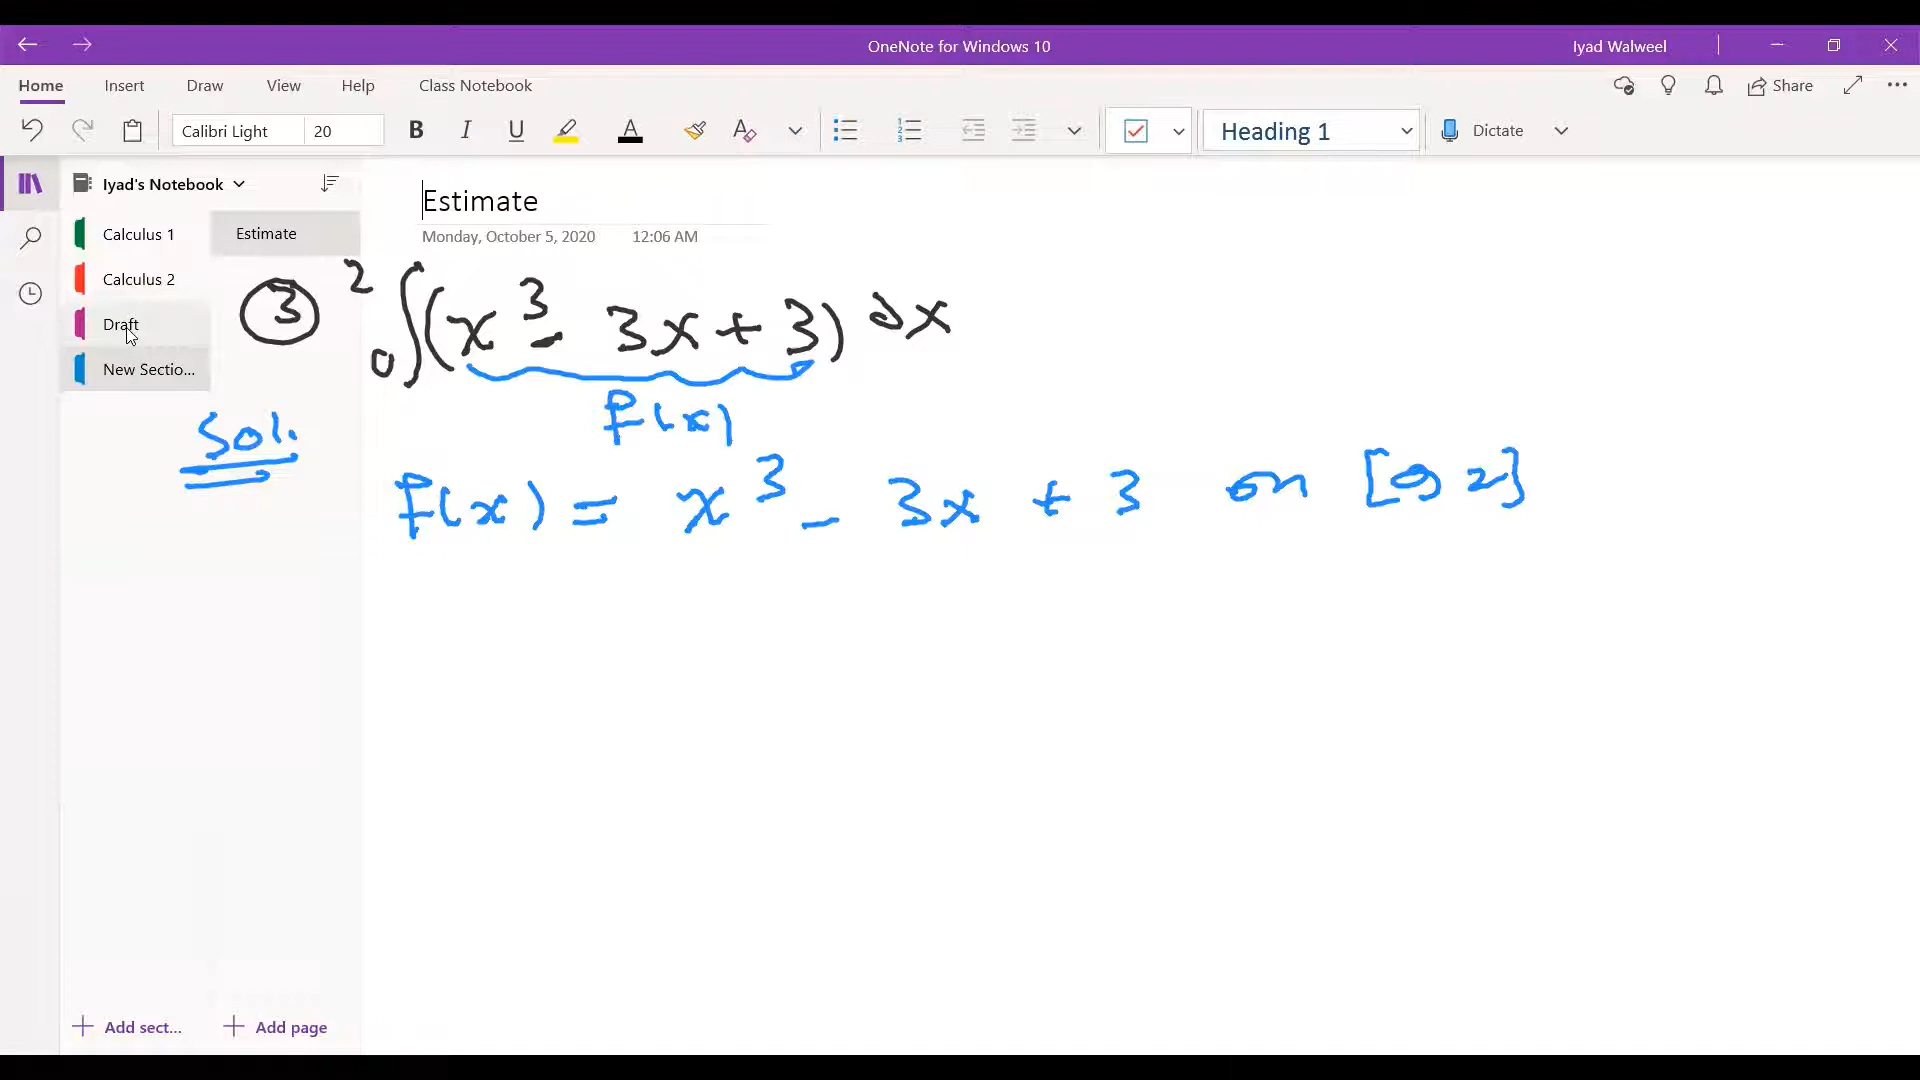 OneNote for Windows 10
Iyad Walweel
Home Insert Draw View Help Class Notebook
Share
Calibri Light 20 B I U A A
Heading 1
Dictate
Iyad's Notebook
Calculus 1
Calculus 2
Draft
New Sectio...
Estimate
Estimate
Monday, October 5, 2020 12:06 AM
③ ∫₀² (x³ - 3x + 3) dx
f(x)
Sol.
f(x) = x³ - 3x + 3 on [0, 2]
+ Add sect... + Add page